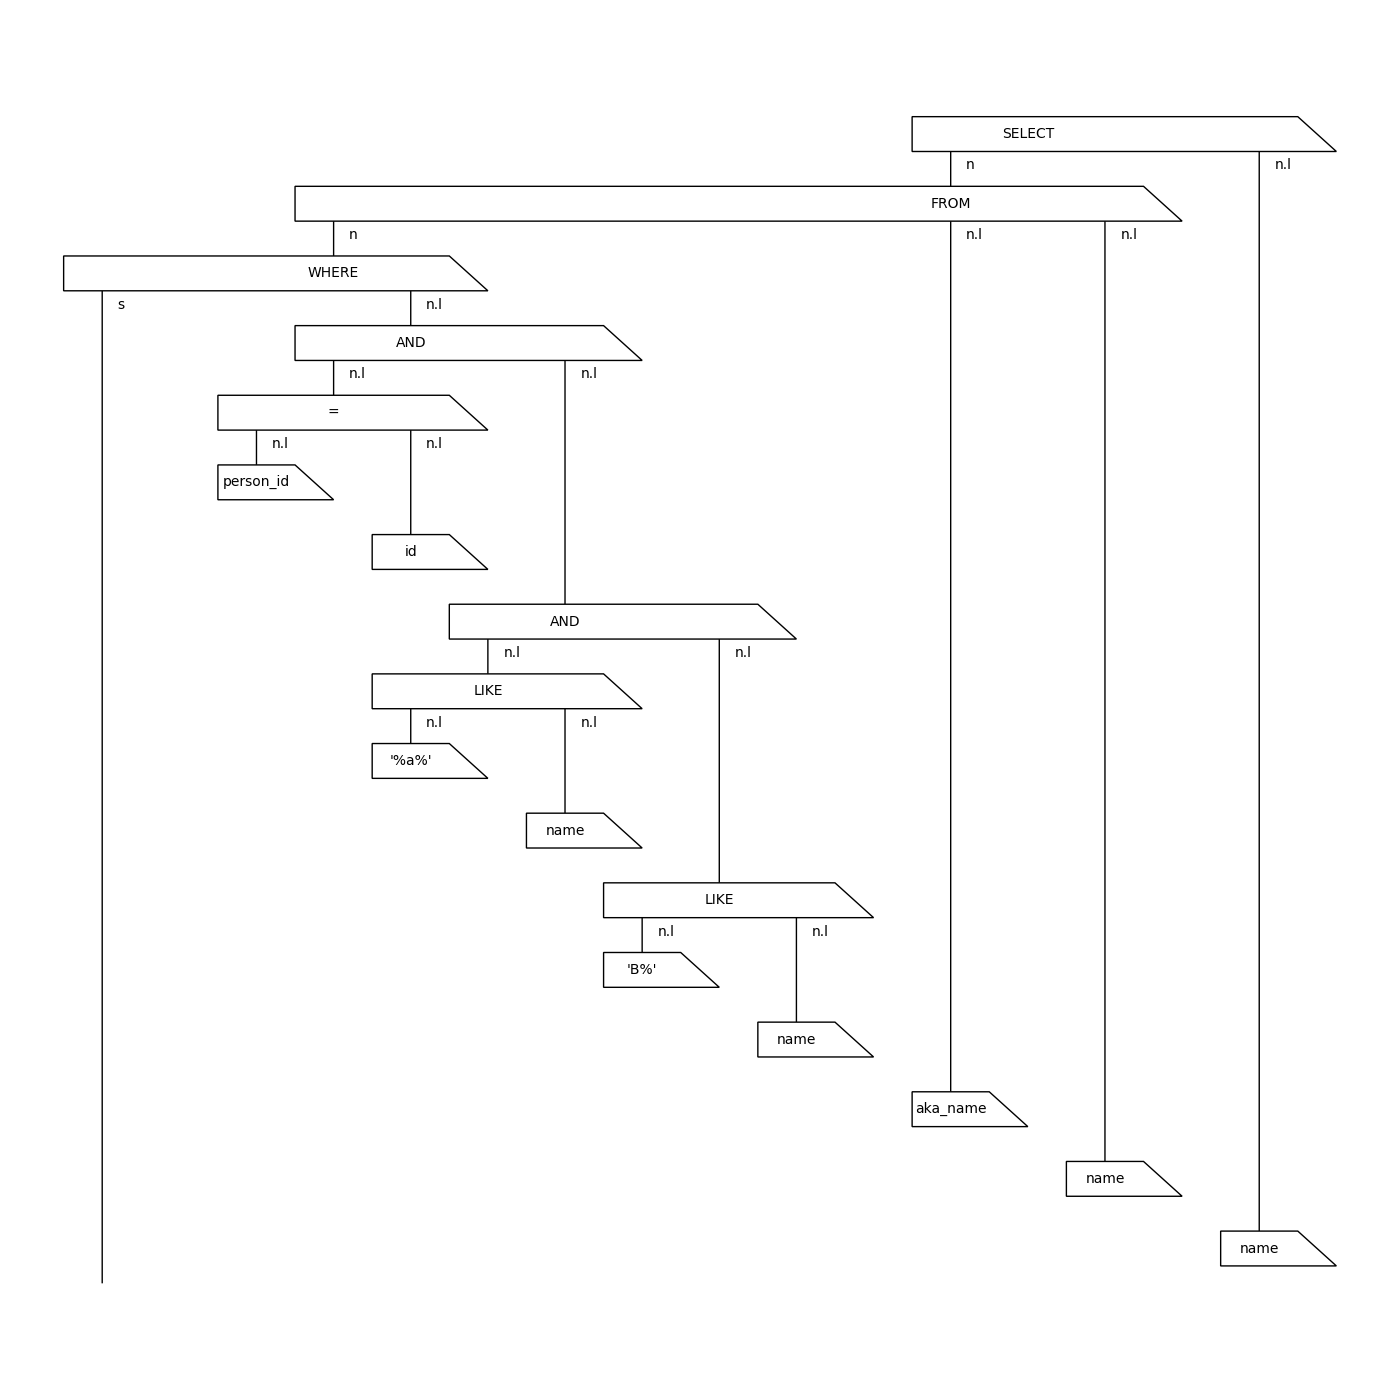 SELECT
n n.l
FROM
n n.l n.l
WHERE
s n.l
AND
n.l n.l
=
n.l n.l
person_id
id
AND
n.l n.l
LIKE
n.l n.l
'%a%'
name
LIKE
n.l n.l
'B%'
name
aka_name
name
name